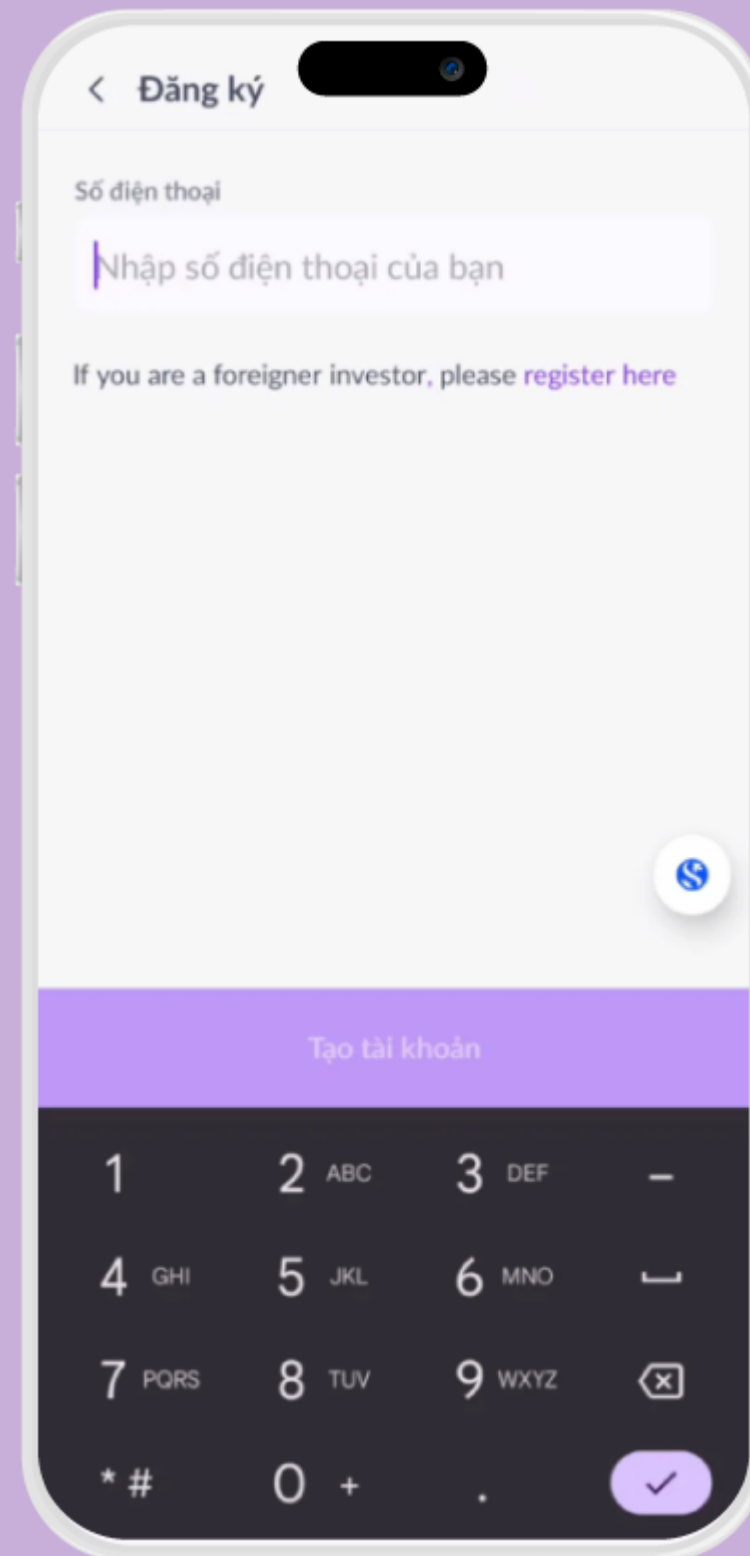 Đăng ký
Số điện thoại
Nhập số điện thoại của bạn
If you are a foreigner investor, please register here
Tạo tài khoản
1 2 ABC 3 DEF –
4 GHI 5 JKL 6 MNO
7 PQRS 8 TUV 9 WXYZ
* # 0 + .